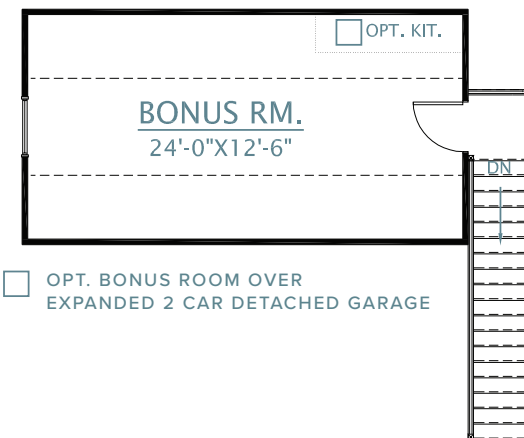 OPT. KIT.
BONUS RM.
24'-0"X12'-6"
DN
OPT. BONUS ROOM OVER
EXPANDED 2 CAR DETACHED GARAGE